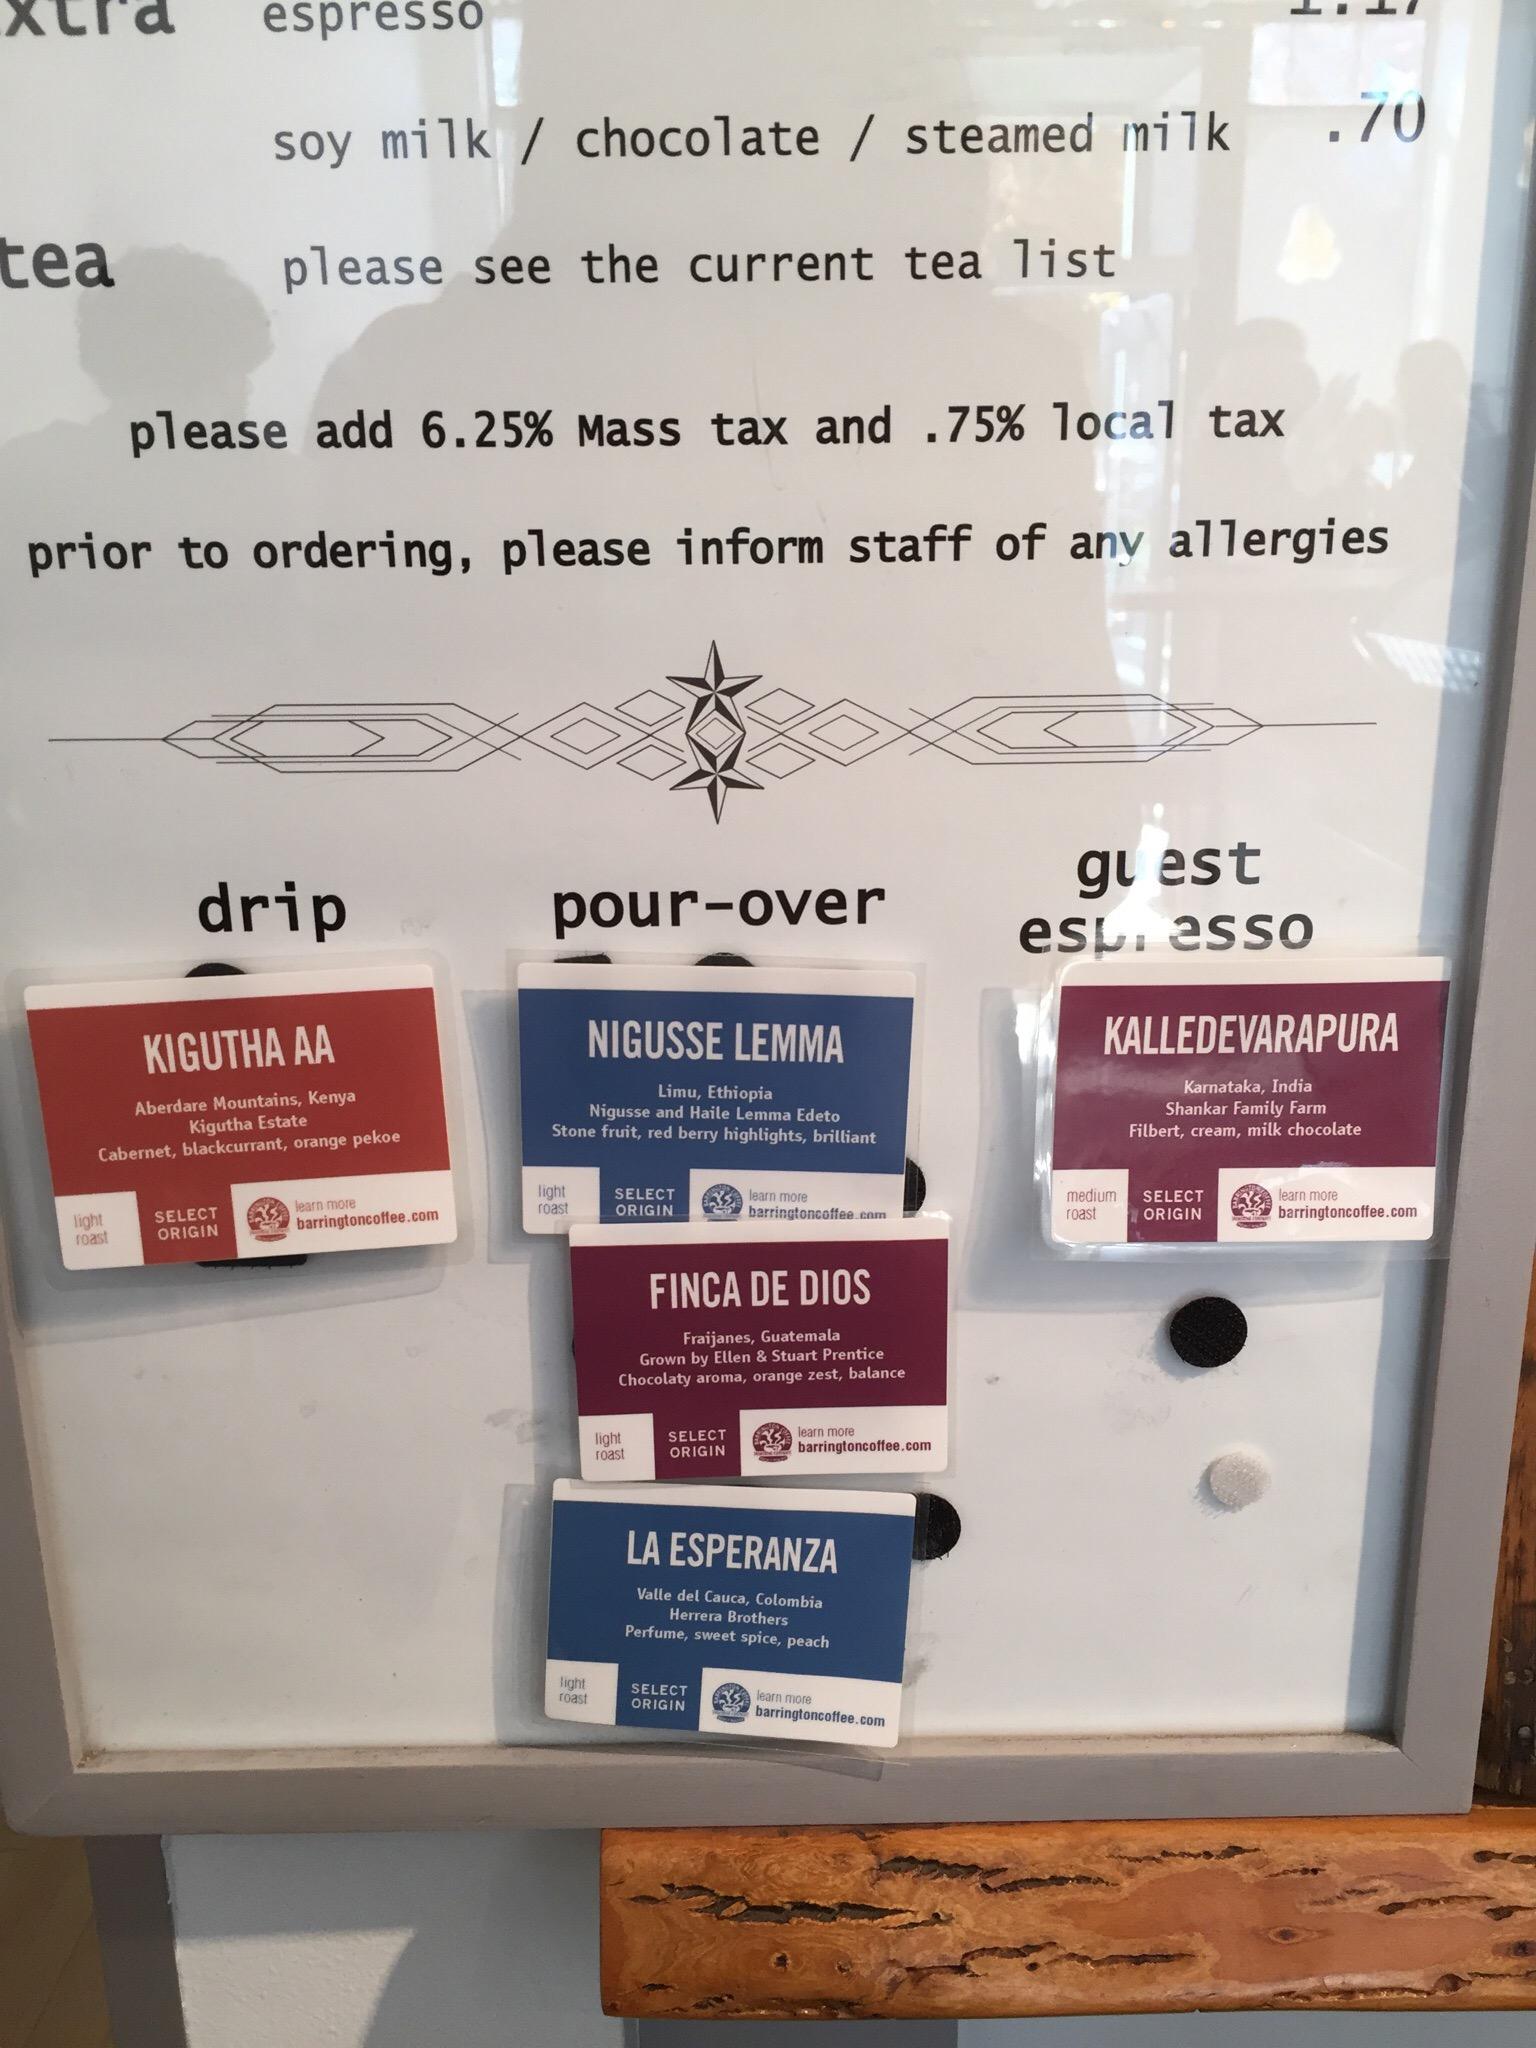 espresso
soy milk / chocolate / steamed milk .70
tea please see the current tea list
please add 6.25% Mass tax and .75% local tax
prior to ordering, please inform staff of any allergies
drip
KIGUTHA AA
Aberdare Mountains, Kenya
Kigutha Estate
Cabernet, blackcurrant, orange pekoe
light
roast
SELECT
ORIGIN
learn more
barringtoncoffee.com
pour-over
NIGUSSE LEMMA
Limu, Ethiopia
Nigusse and Haile Lemma Edeto
Stone fruit, red berry highlights, brilliant
light
roast
SELECT
ORIGIN
learn more
barringtoncoffee.com
FINCA DE DIOS
Fraijanes, Guatemala
Grown by Ellen & Stuart Prentice
Chocolaty aroma, orange zest, balance
light
roast
SELECT
ORIGIN
learn more
barringtoncoffee.com
LA ESPERANZA
Valle del Cauca, Colombia
Herrera Brothers
Perfume, sweet spice, peach
light
roast
SELECT
ORIGIN
learn more
barringtoncoffee.com
guest
espresso
KALLEDEVARAPURA
Karnataka, India
Shankar Family Farm
Filbert, cream, milk chocolate
medium
roast
SELECT
ORIGIN
learn more
barringtoncoffee.com